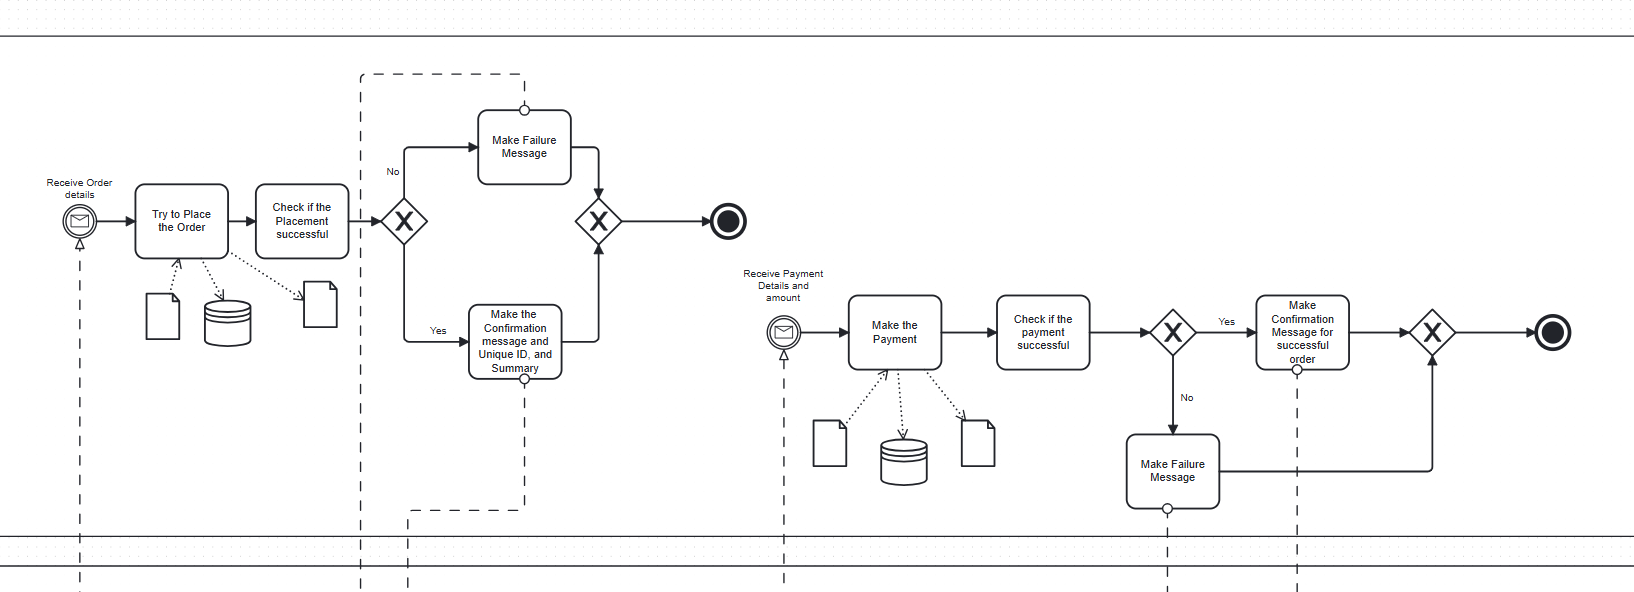 Receive Order
details
Try to Place
the Order
Check if the
Placement
successful
No
Make Failure
Message
Yes
Make the
Confirmation
message and
Unique ID, and
Summary
Receive Payment
Details and
amount
Make the
Payment
Check if the
payment
successful
Yes
Make
Confirmation
Message for
successful
order
No
Make Failure
Message